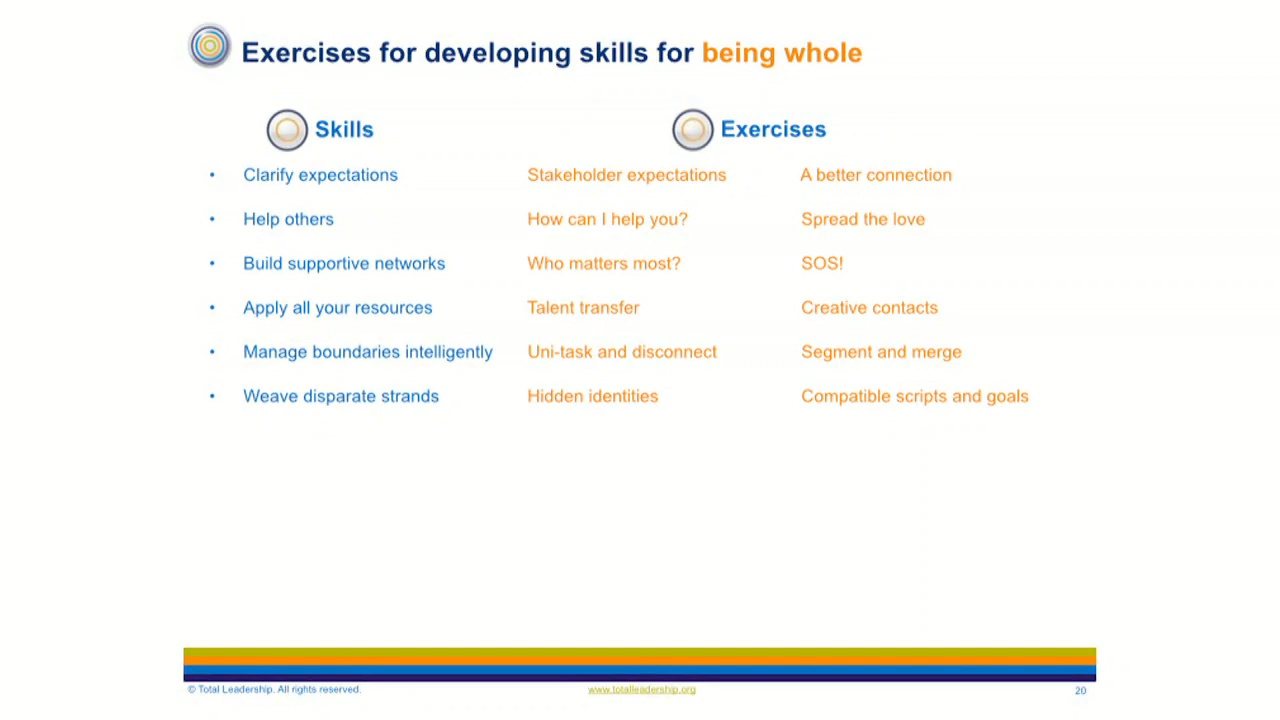 Exercises for developing skills for being whole
Skills Exercises
• Clarify expectations Stakeholder expectations A better connection
• Help others How can I help you? Spread the love
• Build supportive networks Who matters most? SOS!
• Apply all your resources Talent transfer Creative contacts
• Manage boundaries intelligently Uni-task and disconnect Segment and merge
• Weave disparate strands Hidden identities Compatible scripts and goals
© Total Leadership. All rights reserved. www.totalleadership.org 20